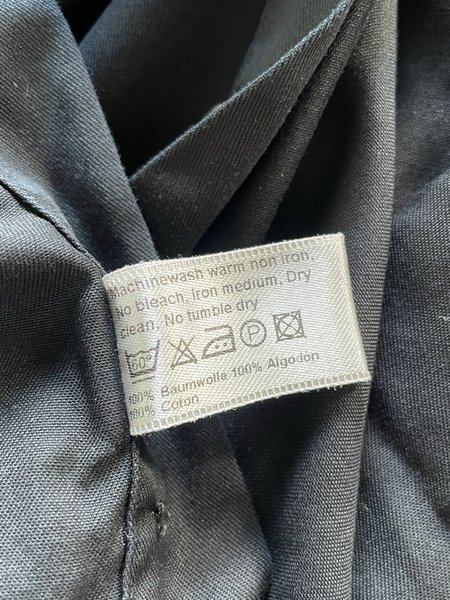 Machinewash warm non iron,
No bleach, Iron medium, Dry
clean, No tumble dry
60° P
100% Baumwolle 100% Algodon
100% Coton